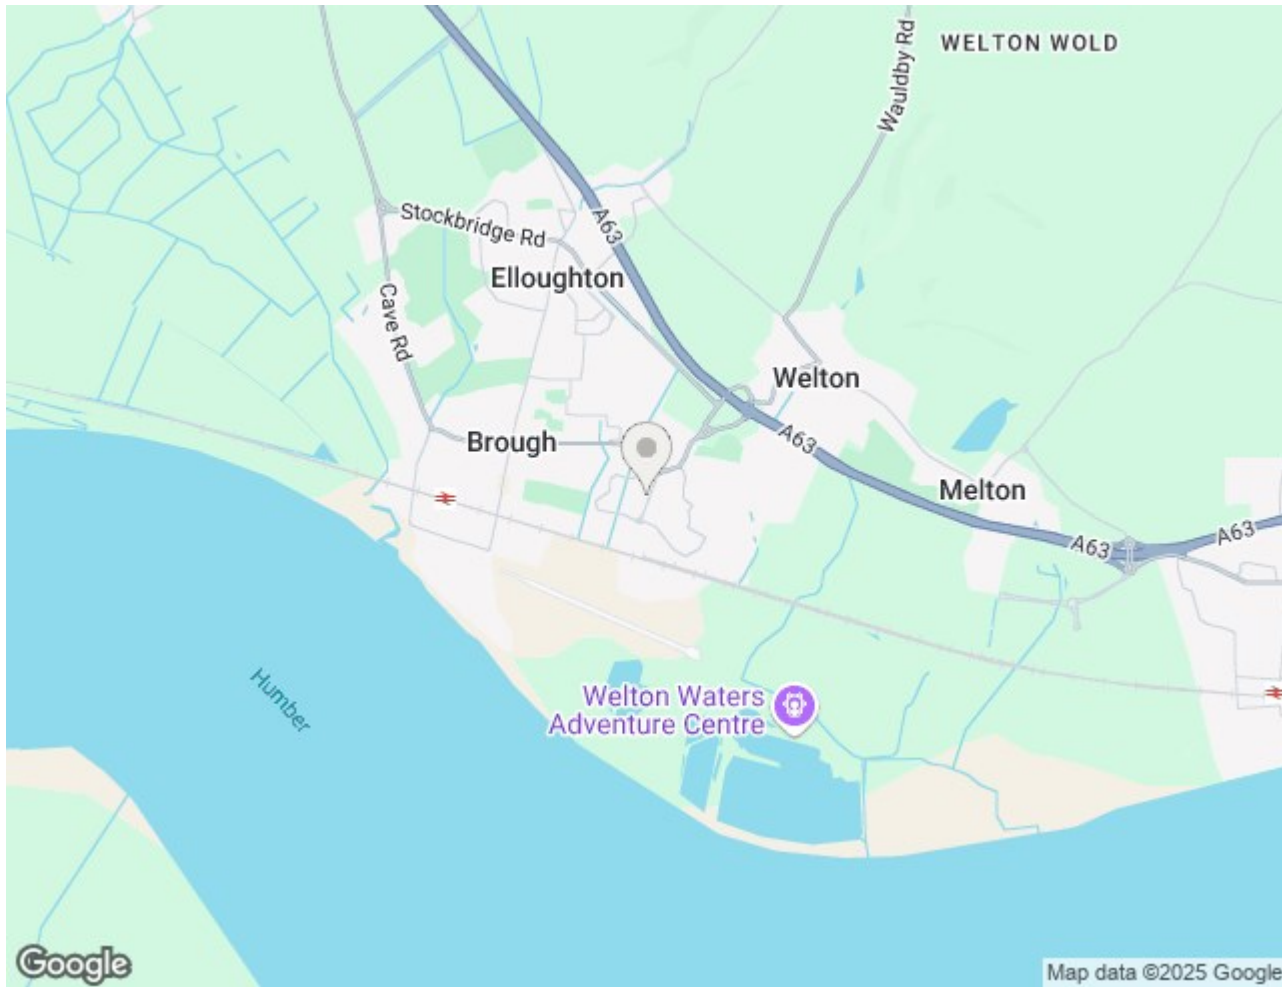 WELTON WOLD
Wauldby Rd
Stockbridge Rd
A63
Elloughton
Cave Rd
Welton
Brough
A63
Melton
A63
A63
Humber
Welton Waters
Adventure Centre
Google
Map data ©2025 Google